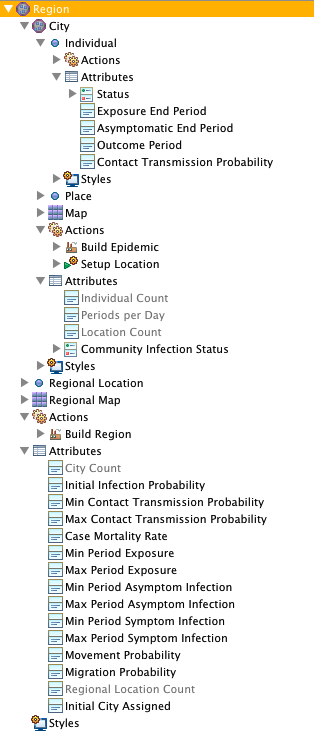 Region
City
Individual
Actions
Attributes
Status
Exposure End Period
Asymptomatic End Period
Outcome Period
Contact Transmission Probability
Styles
Place
Map
Actions
Build Epidemic
Setup Location
Attributes
Individual Count
Periods per Day
Location Count
Community Infection Status
Styles
Regional Location
Regional Map
Actions
Build Region
Attributes
City Count
Initial Infection Probability
Min Contact Transmission Probability
Max Contact Transmission Probability
Case Mortality Rate
Min Period Exposure
Max Period Exposure
Min Period Asymptom Infection
Max Period Asymptom Infection
Min Period Symptom Infection
Max Period Symptom Infection
Movement Probability
Migration Probability
Regional Location Count
Initial City Assigned
Styles